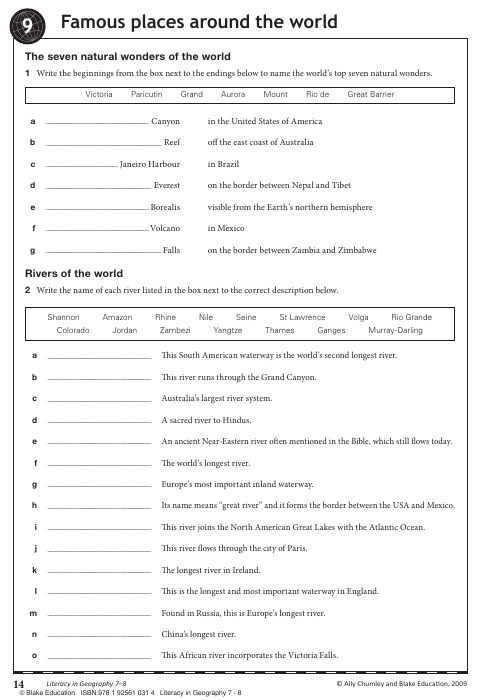 9 Famous places around the world
The seven natural wonders of the world
1 Write the beginnings from the box next to the endings below to name the world's top seven natural wonders.
Victoria Paricutin Grand Aurora Mount Rio de Great Barrier
a Canyon in the United States of America
b Reef off the east coast of Australia
c Janeiro Harbour in Brazil
d Everest on the border between Nepal and Tibet
e Borealis visible from the Earth's northern hemisphere
f Volcano in Mexico
g Falls on the border between Zambia and Zimbabwe
Rivers of the world
2 Write the name of each river listed in the box next to the correct description below.
Shannon Amazon Rhine Nile Seine St Lawrence Volga Rio Grande
Colorado Jordan Zambezi Yangtze Thames Ganges Murray-Darling
a This South American waterway is the world's second longest river.
b This river runs through the Grand Canyon.
c Australia's largest river system.
d A sacred river to Hindus.
e An ancient Near-Eastern river often mentioned in the Bible, which still flows today.
f The world's longest river.
g Europe's most important inland waterway.
h Its name means "great river" and it forms the border between the USA and Mexico.
i This river joins the North American Great Lakes with the Atlantic Ocean.
j This river flows through the city of Paris.
k The longest river in Ireland.
l This is the longest and most important waterway in England.
m Found in Russia, this is Europe's longest river.
n China's longest river.
o This African river incorporates the Victoria Falls.
14 Literacy in Geography 7–8 © Ally Chumley and Blake Education, 2009
© Blake Education ISBN 978 1 92561 031 4 Literacy in Geography 7 - 8